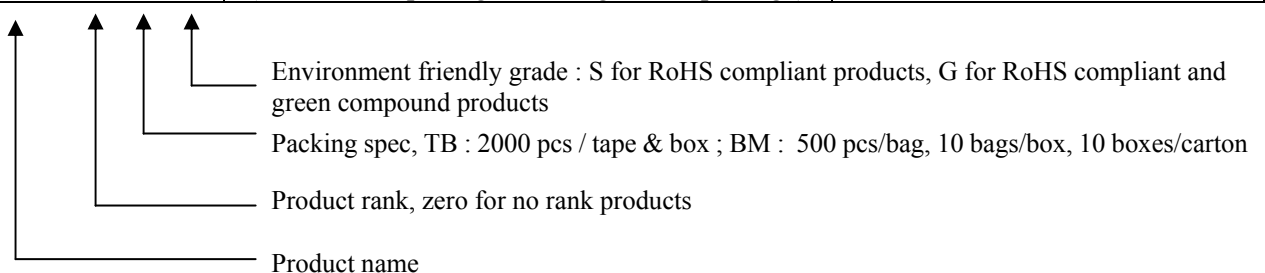 Environment friendly grade : S for RoHS compliant products, G for RoHS compliant and
green compound products
Packing spec, TB : 2000 pcs / tape & box ; BM : 500 pcs/bag, 10 bags/box, 10 boxes/carton
Product rank, zero for no rank products
Product name